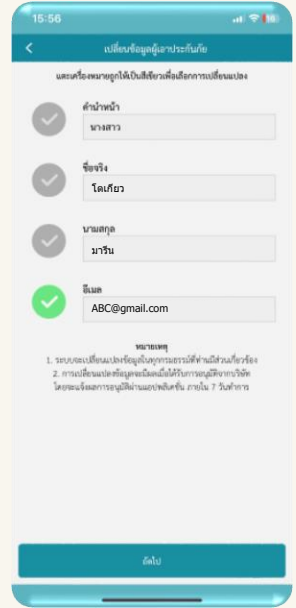 15:56
16
เปลี่ยนข้อมูลผู้เอาประกันภัย
แตะเครื่องหมายถูกให้เป็นสีเขียวเพื่อเลือกการเปลี่ยนแปลง
คำนำหน้า
นางสาว
ชื่อจริง
โตเกียว
นามสกุล
มารีน
อีเมล
ABC@gmail.com
หมายเหตุ
1. ระบบจะเปลี่ยนแปลงข้อมูลในทุกกรมธรรม์ที่ท่านมีส่วนเกี่ยวข้อง
2. การเปลี่ยนแปลงข้อมูลจะมีผลเมื่อได้รับการอนุมัติจากบริษัท
โดยจะแจ้งผลการอนุมัติผ่านแอปพลิเคชั่น ภายใน 7 วันทำการ
ถัดไป